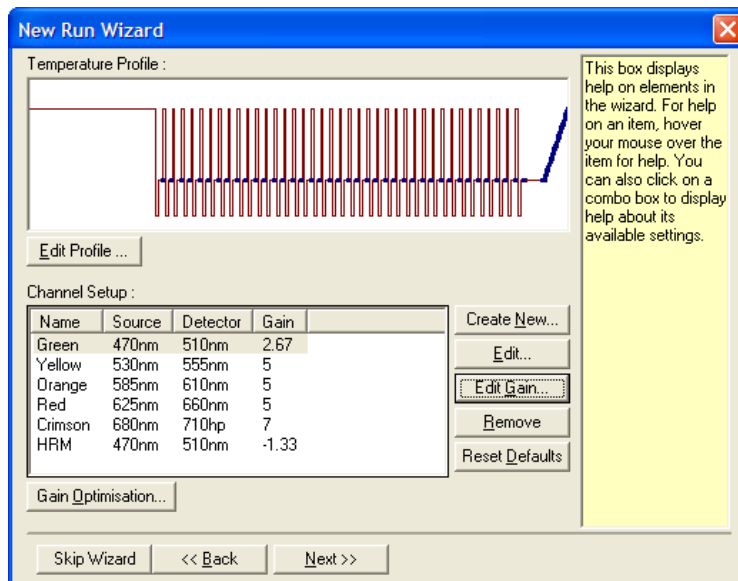 New Run Wizard
Temperature Profile :
Edit Profile ...
Channel Setup :
Name Source Detector Gain
Green 470nm 510nm 2.67
Yellow 530nm 555nm 5
Orange 585nm 610nm 5
Red 625nm 660nm 5
Crimson 680nm 710hp 7
HRM 470nm 510nm -1.33
Create New...
Edit...
Edit Gain...
Remove
Reset Defaults
Gain Optimisation...
Skip Wizard << Back Next >>
This box displays
help on elements in
the wizard. For help
on an item, hover
your mouse over the
item for help. You
can also click on a
combo box to display
help about its
available settings.